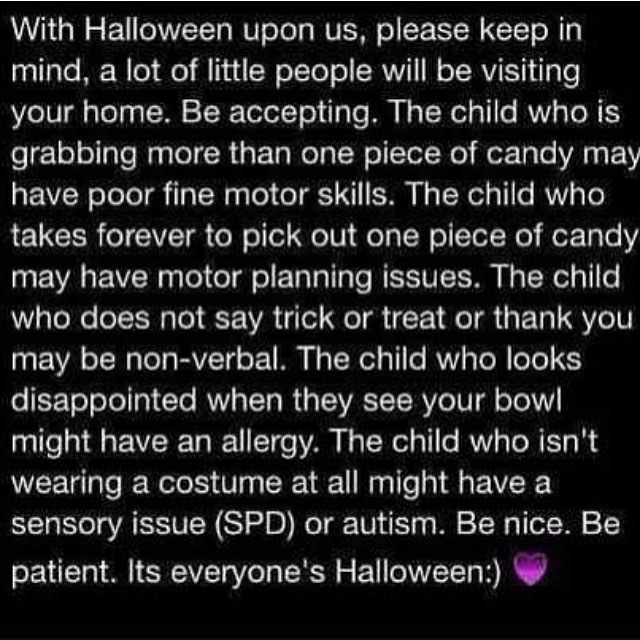 With Halloween upon us, please keep in
mind, a lot of little people will be visiting
your home. Be accepting. The child who is
grabbing more than one piece of candy may
have poor fine motor skills. The child who
takes forever to pick out one piece of candy
may have motor planning issues. The child
who does not say trick or treat or thank you
may be non-verbal. The child who looks
disappointed when they see your bowl
might have an allergy. The child who isn't
wearing a costume at all might have a
sensory issue (SPD) or autism. Be nice. Be
patient. Its everyone's Halloween:) 💜